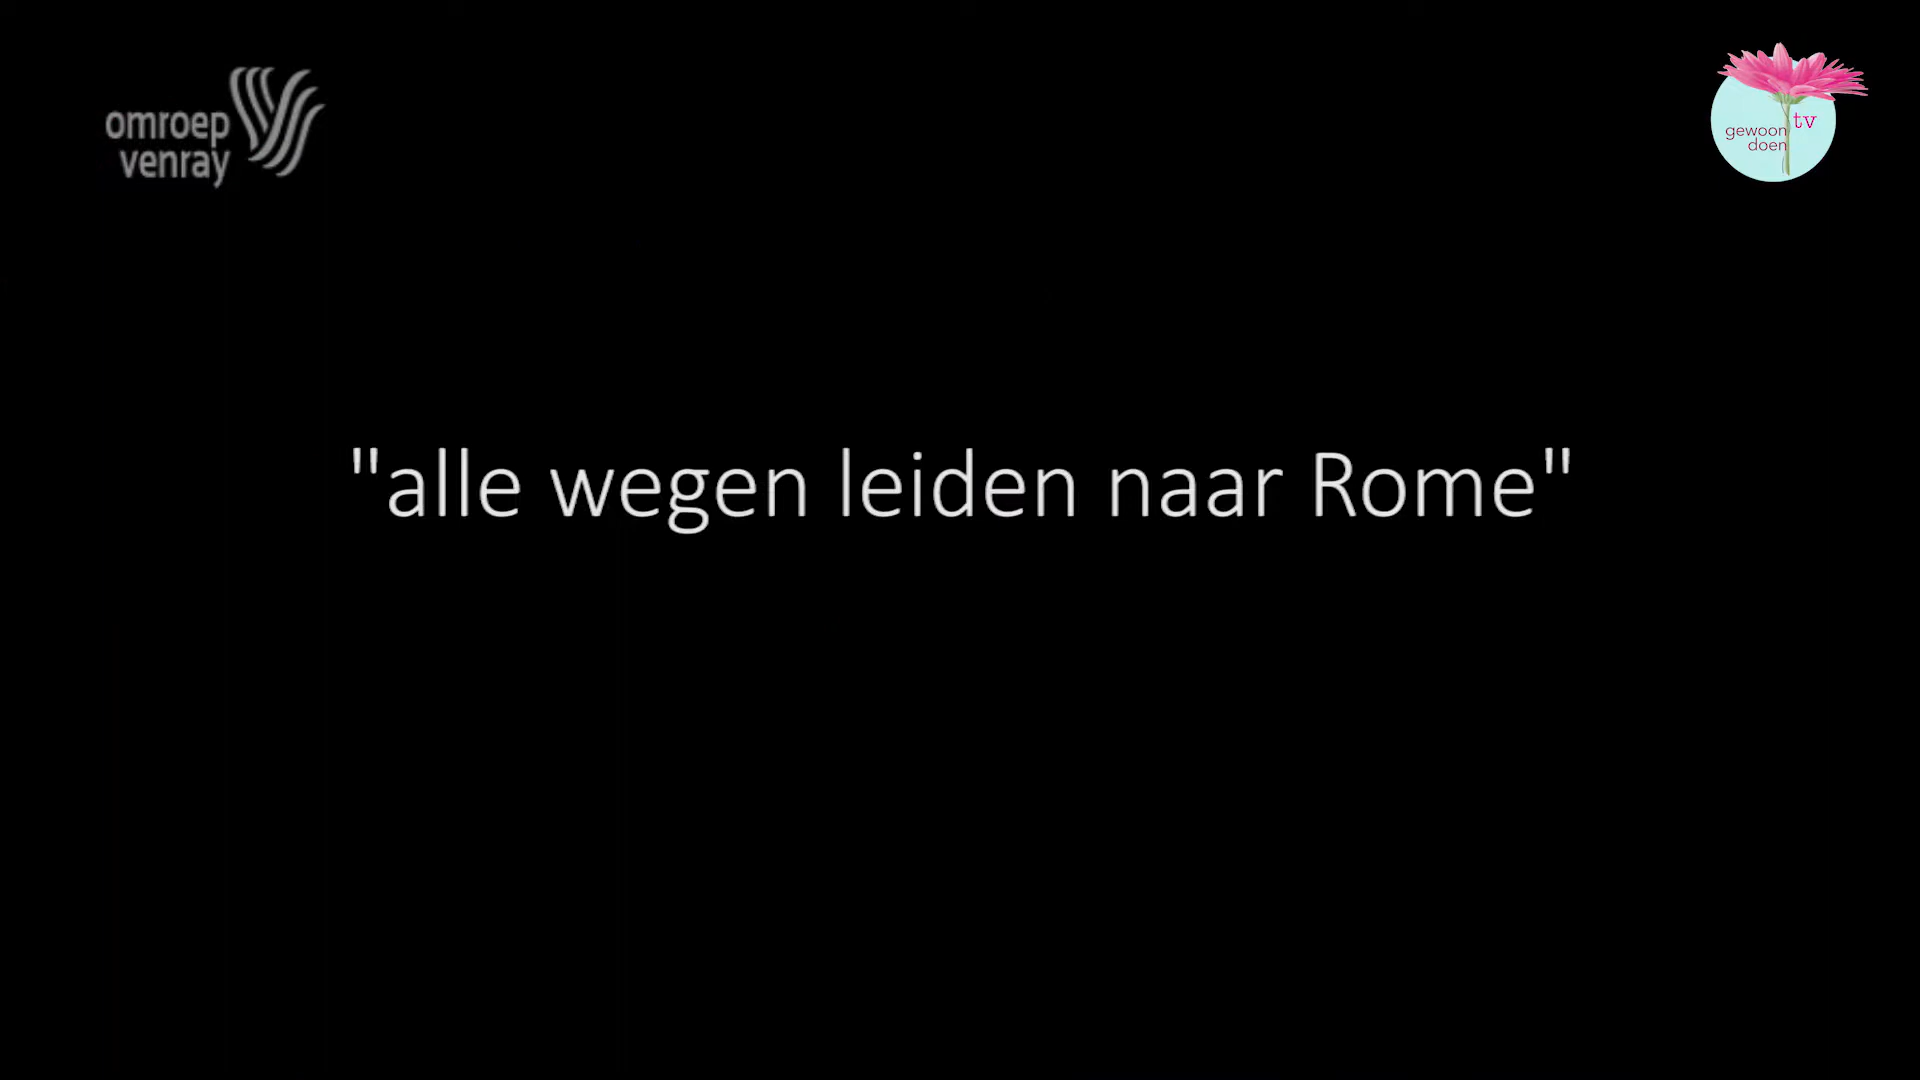 omroep
venray
gewoon
doen
tv
"alle wegen leiden naar Rome"